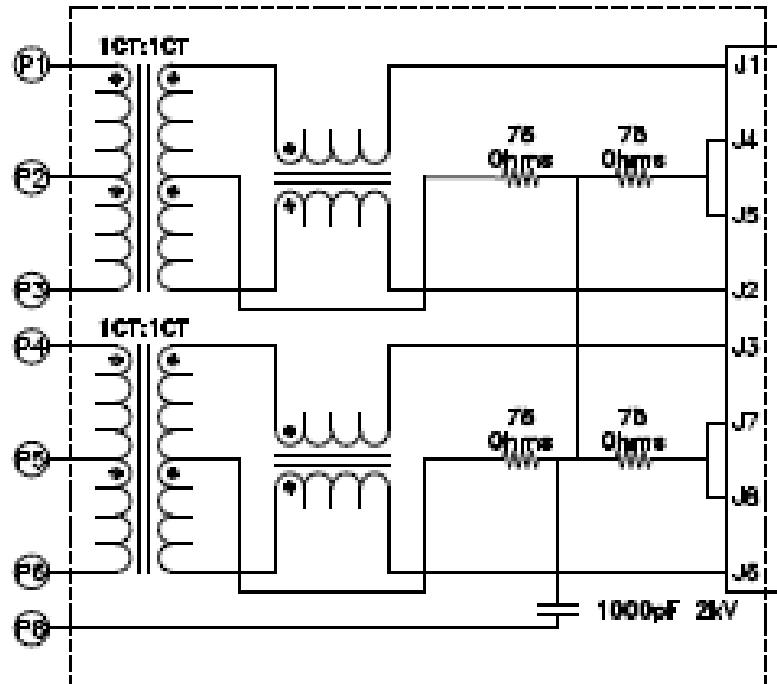 1CT:1CT
P1 J1
75 75 J4
Ohms Ohms
P2
J5
P3 J2
1CT:1CT
P4 J3
75 75 J7
Ohms Ohms
P5
J8
P6 J6
1000pF 2kV
P8